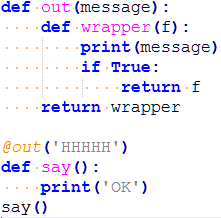 def out(message):
    def wrapper(f):
        print(message)
        if True:
            return f
    return wrapper

@out('HHHHH')
def say():
    print('OK')
say()